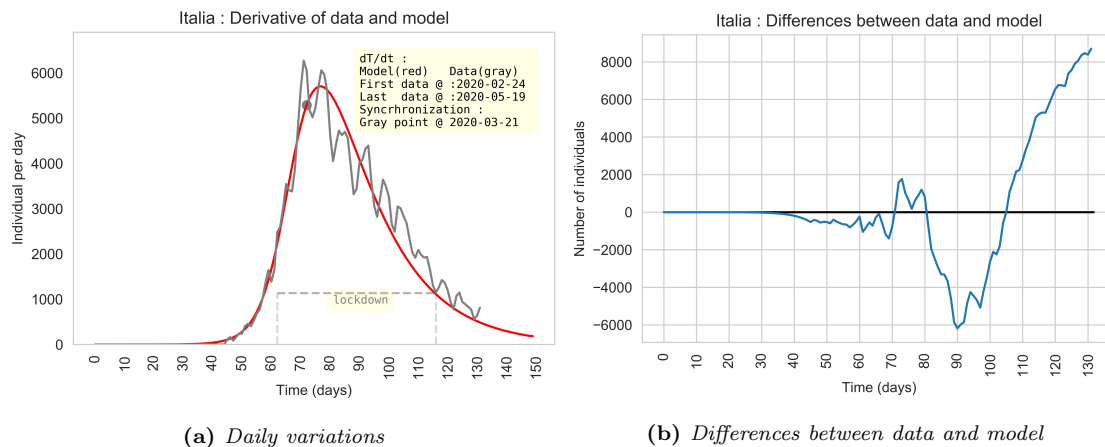 Italia : Derivative of data and model
dT/dt :
Model(red)   Data(gray)
First data @ :2020-02-24
Last  data @ :2020-05-19
Syncrhronization :
Gray point @ 2020-03-21
Individual per day
6000
5000
4000
3000
2000
1000
0
lockdown
0 10 20 30 40 50 60 70 80 90 100 110 120 130 140 150
Time (days)
(a) Daily variations
Italia : Differences between data and model
Number of individuals
8000
6000
4000
2000
0
−2000
−4000
−6000
0 10 20 30 40 50 60 70 80 90 100 110 120 130
Time (days)
(b) Differences between data and model